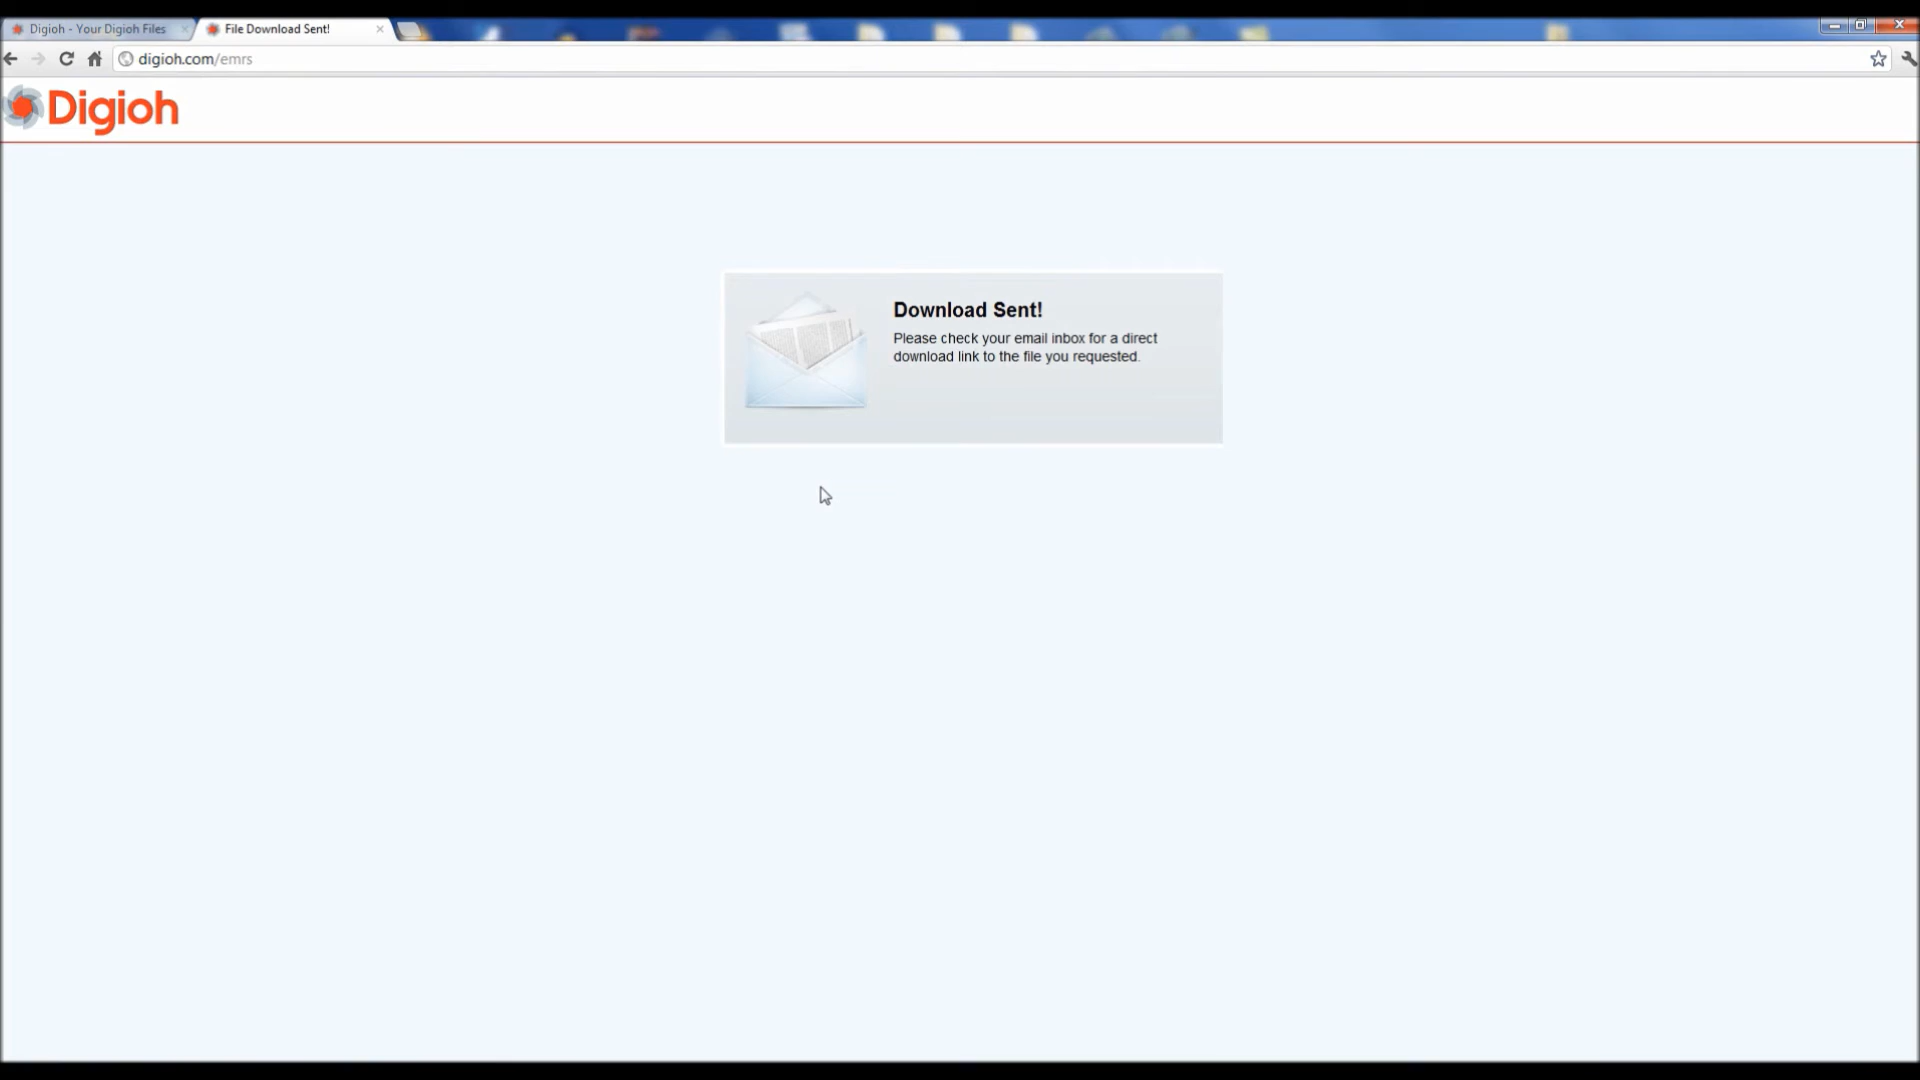 Digioh - Your Digioh Files
File Download Sent!
digioh.com/emrs
Digioh
Download Sent!
Please check your email inbox for a direct
download link to the file you requested.